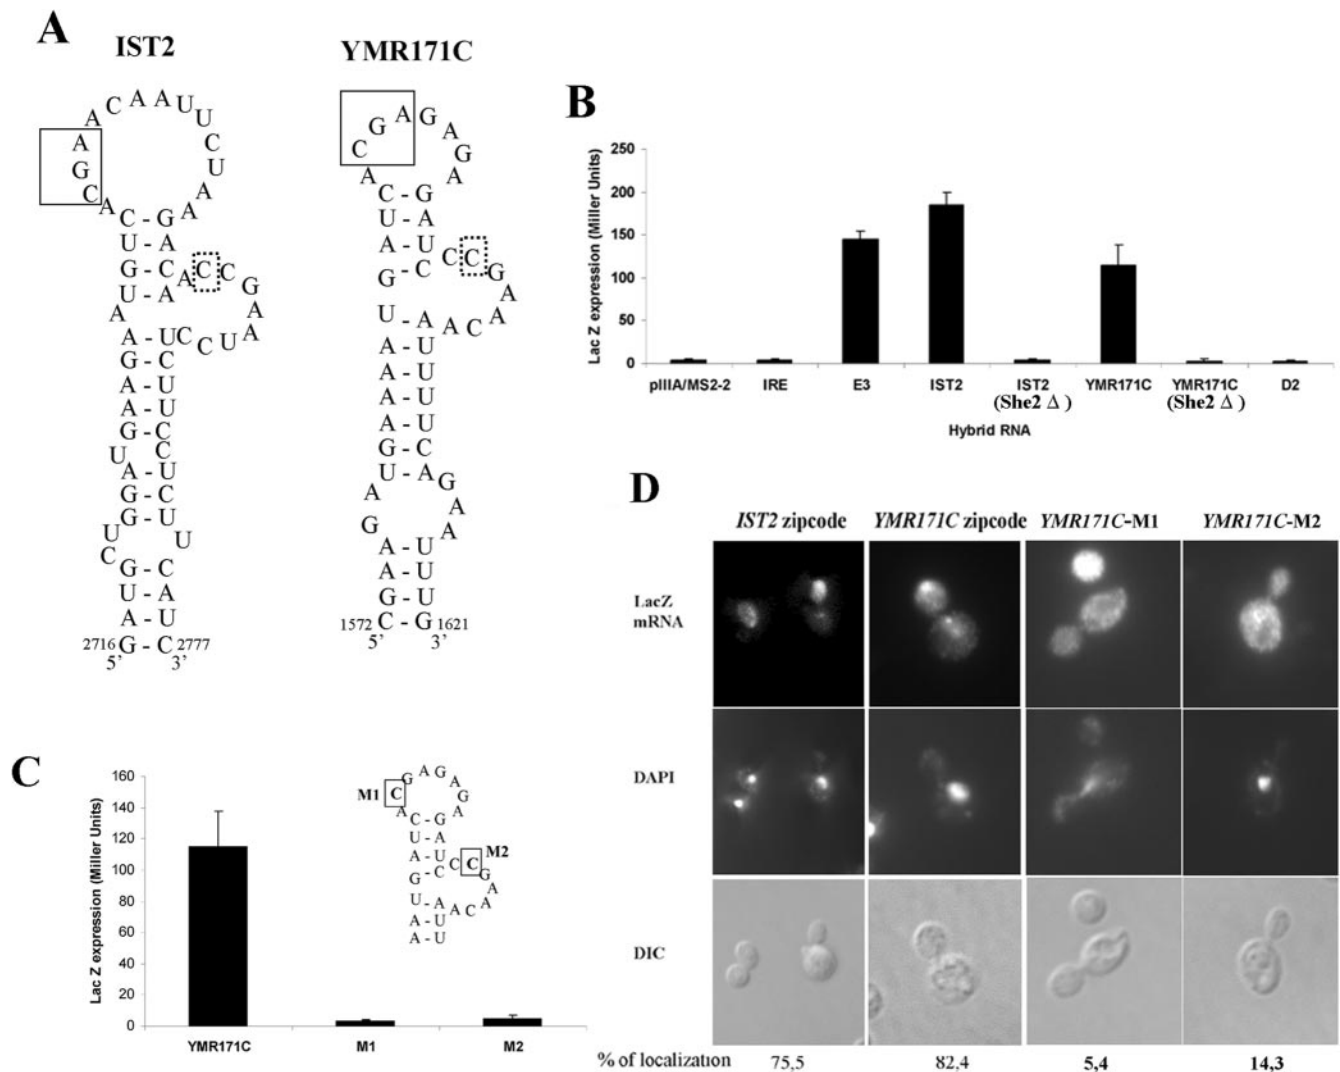 A
IST2
A C A A U U C U A A
A G C A
C - G
U - A
G - C A C C G A A U C C
U - A
A
A - U
G - C
A - U
A - U
G - C
U
A - U
G - C
G - U
U
C
U
G - C
U - A
A - U
2716 G - C 2777
5' 3'
YMR171C
C G A G A G A
A
C - G
U - A
A - U C C G A A C A A
G - C
U - A
A - U
A - U
A - U
A - U
G - C
U - A
A G A A
G
A - U
A - U
G - U
1572 C - G 1621
5' 3'
B
Lac Z expression (Miller Units)
250
200
150
100
50
0
pIIIA/MS2-2 IRE E3 IST2 IST2 (She2 Δ) YMR171C YMR171C (She2 Δ) D2
Hybrid RNA
C
Lac Z expression (Miller Units)
160
140
120
100
80
60
40
20
0
YMR171C M1 M2
M1 C G A G A G A
A
C - G
U - A
A - U C C G A A C A A M2
G - C
U - A
A - U
A - U
D
IST2 zipcode YMR171C zipcode YMR171C-M1 YMR171C-M2
LacZ
mRNA
DAPI
DIC
% of localization 75,5 82,4 5,4 14,3